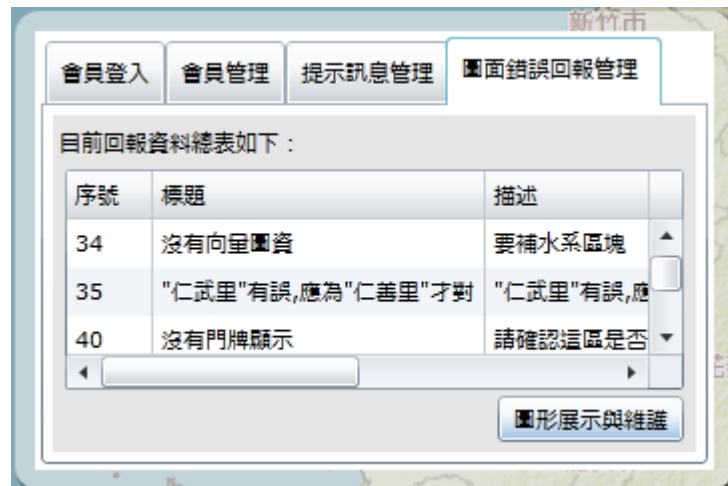 新竹市
會員登入 會員管理 提示訊息管理 圖面錯誤回報管理
目前回報資料總表如下：
序號 標題 描述
34 沒有向量圖資 要補水系區塊
35 "仁武里"有誤,應為"仁善里"才對 "仁武里"有誤,應
40 沒有門牌顯示 請確認這區是否
圖形展示與維護